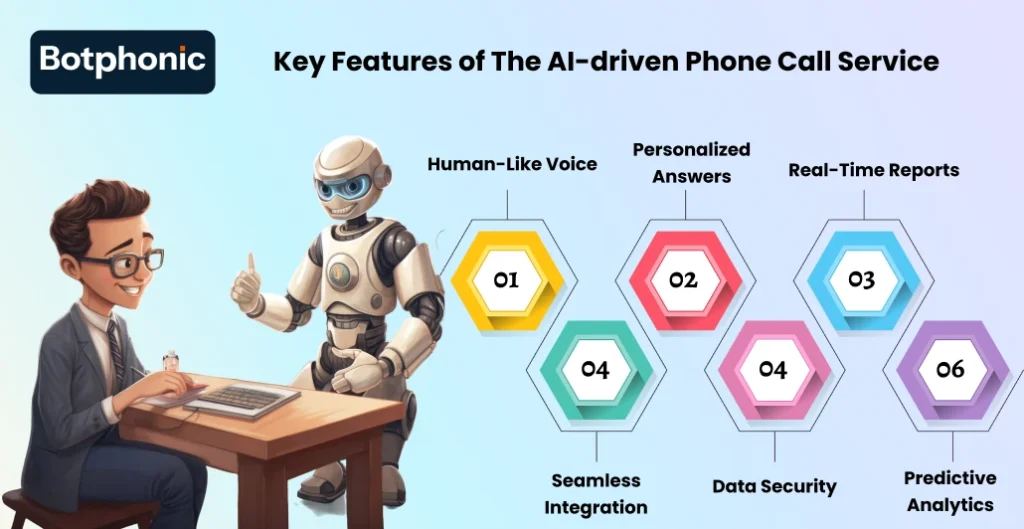 Botphonic
Key Features of The AI-driven Phone Call Service
Human-Like Voice
Personalized
Answers
Real-Time Reports
01
02
03
04
04
06
Seamless
Integration
Data Security
Predictive
Analytics